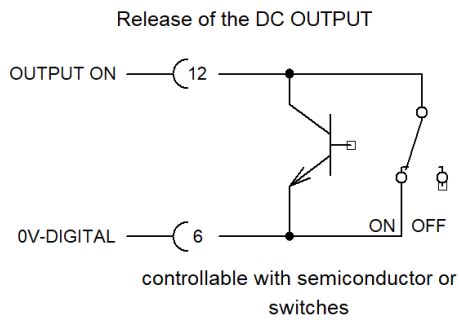 Release of the DC OUTPUT
OUTPUT ON
12
0V-DIGITAL
6
ON
OFF
controllable with semiconductor or
switches